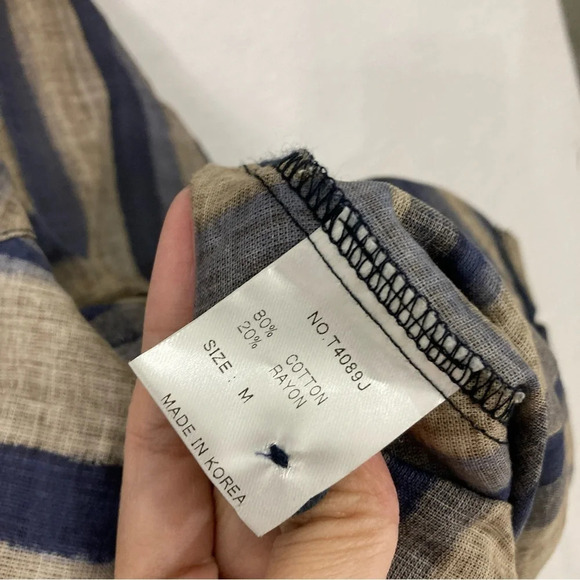 NO.T4089J
80% COTTON
20% RAYON
SIZE : M
MADE IN KOREA